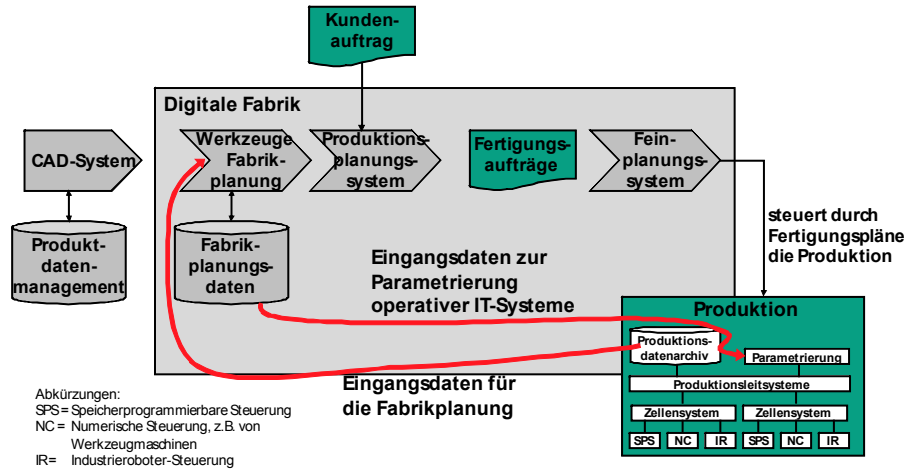 Kunden-
auftrag
Digitale Fabrik
CAD-System
Werkzeuge
Fabrik-
planung
Produktions-
planungs-
system
Fertigungs-
aufträge
Fein-
planungs-
system
Produkt-
daten-
management
Fabrik-
planungs-
daten
steuert durch
Fertigungspläne
die Produktion
Eingangsdaten zur
Parametrierung
operativer IT-Systeme
Produktion
Produktions-
datenarchiv
Parametrierung
Produktionsleitsysteme
Zellensystem
Zellensystem
SPS
NC
IR
SPS
NC
IR
Eingangsdaten für
die Fabrikplanung
Abkürzungen:
SPS = Speicherprogrammierbare Steuerung
NC = Numerische Steuerung, z.B. von
Werkzeugmaschinen
IR= Industrieroboter-Steuerung